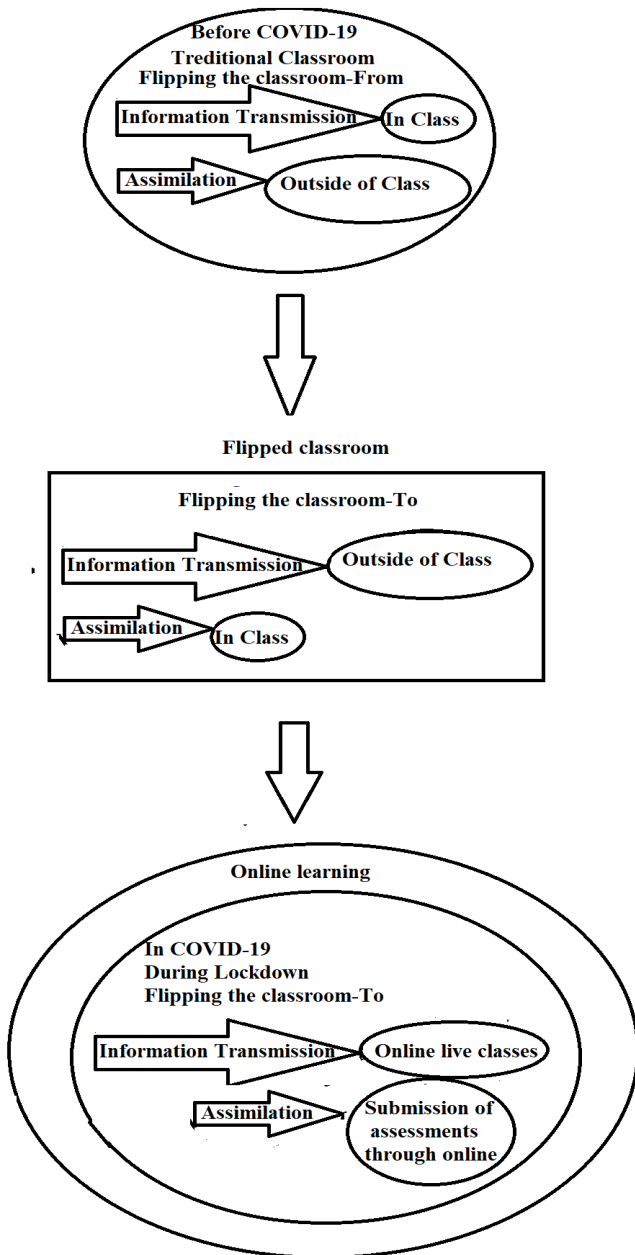 Before COVID-19
Treditional Classroom
Flipping the classroom-From
Information Transmission
In Class
Assimilation
Outside of Class
Flipped classroom
Flipping the classroom-To
Information Transmission
Outside of Class
Assimilation
In Class
Online learning
In COVID-19
During Lockdown
Flipping the classroom-To
Information Transmission
Online live classes
Assimilation
Submission of
assessments
through online